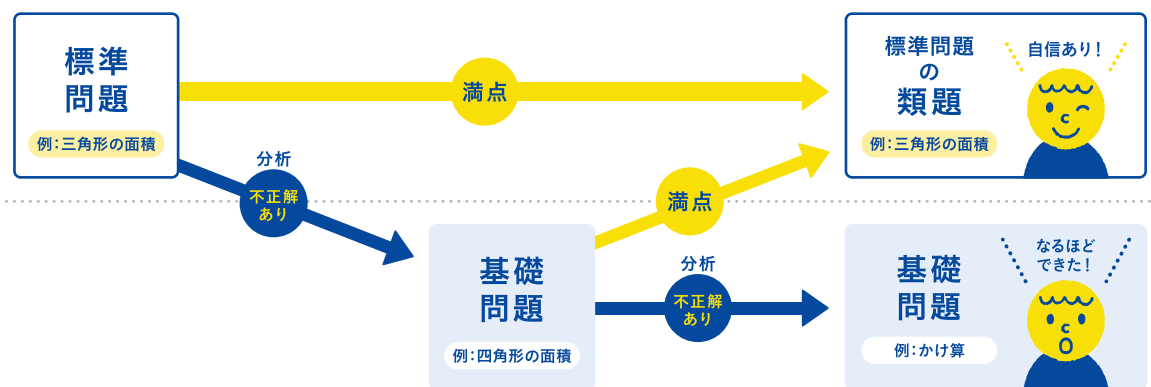 標準
問題
例：三角形の面積
満点
標準問題
の
類題
例：三角形の面積
自信あり！
分析
不正解
あり
満点
基礎
問題
例：四角形の面積
分析
不正解
あり
基礎
問題
例：かけ算
なるほど
できた！